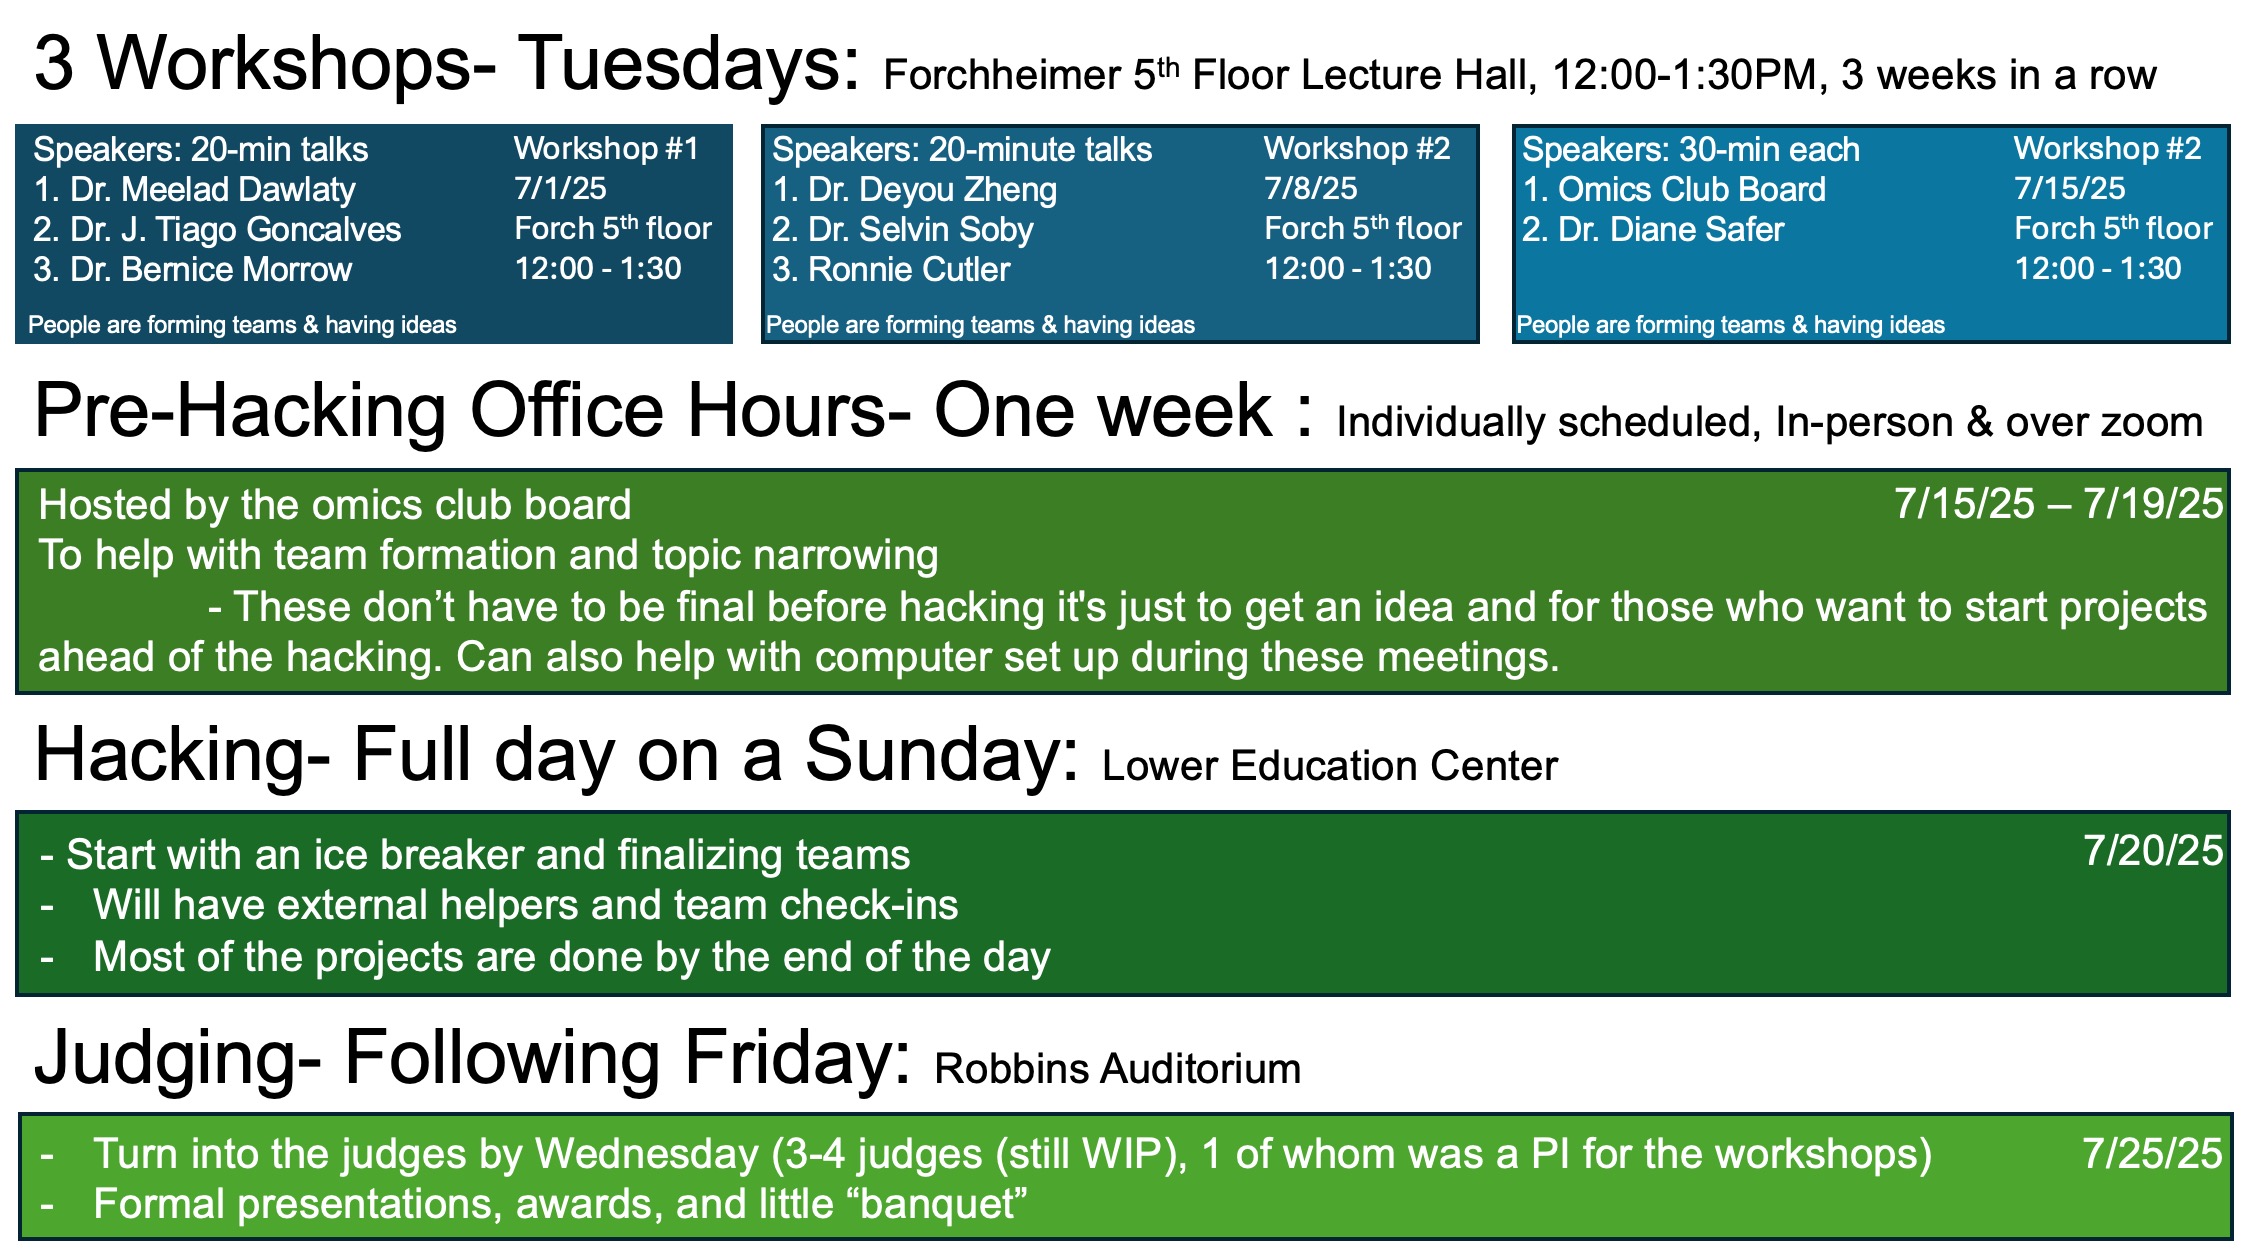 3 Workshops- Tuesdays: Forchheimer 5th Floor Lecture Hall, 12:00-1:30PM, 3 weeks in a row
Speakers: 20-min talks
1. Dr. Meelad Dawlaty
2. Dr. J. Tiago Goncalves
3. Dr. Bernice Morrow
Workshop #1
7/1/25
Forch 5th floor
12:00 - 1:30
People are forming teams & having ideas
Speakers: 20-minute talks
1. Dr. Deyou Zheng
2. Dr. Selvin Soby
3. Ronnie Cutler
Workshop #2
7/8/25
Forch 5th floor
12:00 - 1:30
People are forming teams & having ideas
Speakers: 30-min each
1. Omics Club Board
2. Dr. Diane Safer
Workshop #2
7/15/25
Forch 5th floor
12:00 - 1:30
People are forming teams & having ideas
Pre-Hacking Office Hours- One week : Individually scheduled, In-person & over zoom
Hosted by the omics club board
7/15/25 – 7/19/25
To help with team formation and topic narrowing
- These don’t have to be final before hacking it's just to get an idea and for those who want to start projects
ahead of the hacking. Can also help with computer set up during these meetings.
Hacking- Full day on a Sunday: Lower Education Center
- Start with an ice breaker and finalizing teams
7/20/25
- Will have external helpers and team check-ins
- Most of the projects are done by the end of the day
Judging- Following Friday: Robbins Auditorium
- Turn into the judges by Wednesday (3-4 judges (still WIP), 1 of whom was a PI for the workshops)
7/25/25
- Formal presentations, awards, and little “banquet”